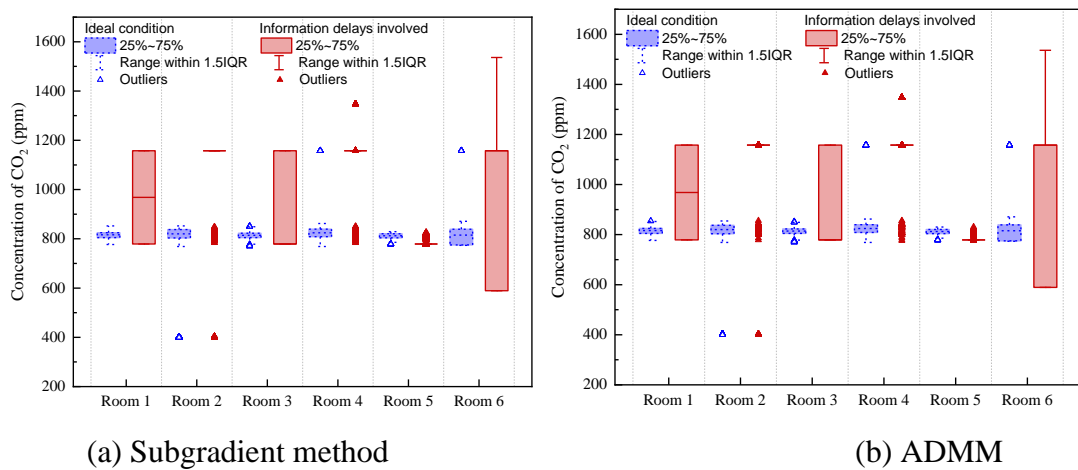 Ideal condition
25%~75%
Range within 1.5IQR
Outliers
Information delays involved
25%~75%
Range within 1.5IQR
Outliers
Concentration of CO₂ (ppm)
1600
1400
1200
1000
800
600
400
200
Room 1 Room 2 Room 3 Room 4 Room 5 Room 6
(a) Subgradient method
Ideal condition
25%~75%
Range within 1.5IQR
Outliers
Information delays involved
25%~75%
Range within 1.5IQR
Outliers
Concentration of CO₂ (ppm)
1600
1400
1200
1000
800
600
400
200
Room 1 Room 2 Room 3 Room 4 Room 5 Room 6
(b) ADMM